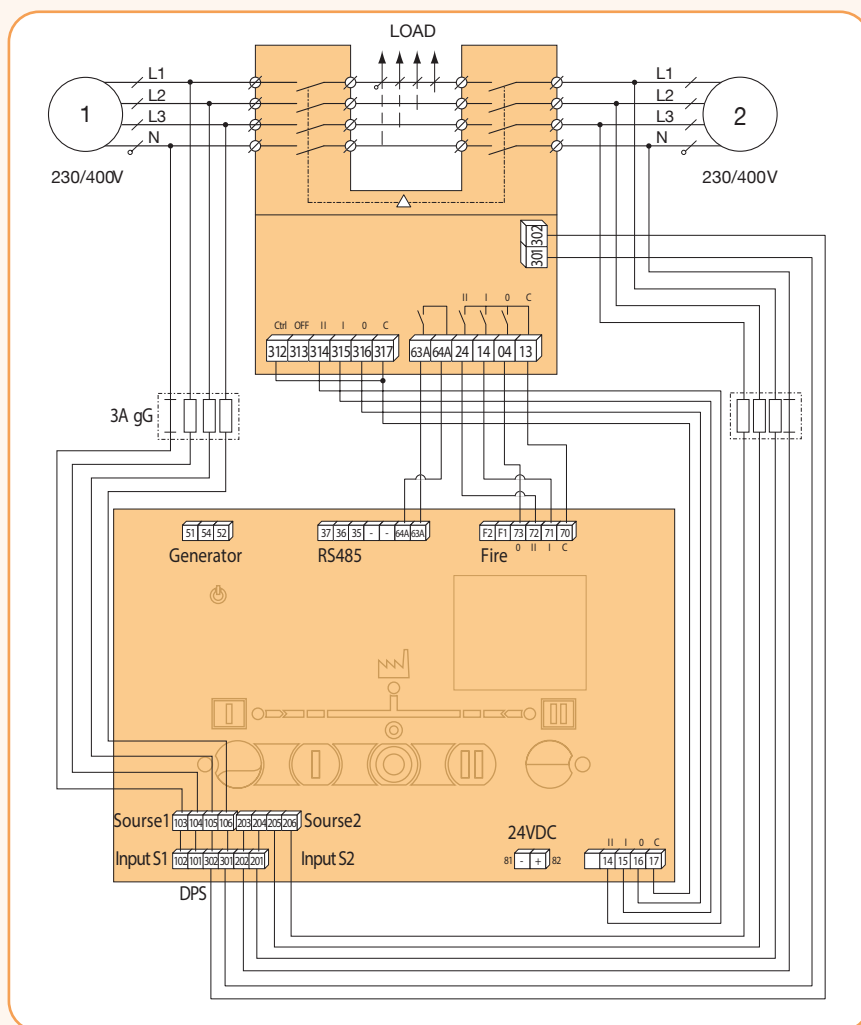 LOAD
L1
L2
L3
N
1
230/400V
L1
L2
L3
N
2
230/400V
302
301
II I 0 C
Ctrl OFF II I 0 C
312 313 314 315 316 317
63A 64A 24 14 04 13
3A gG
51 54 52
Generator
37 36 35 - - 64A 63A
RS485
F2 F1 73 72 71 70
0 II I C
Fire
I
II
I
II
Sourse1 103 104 105 106 203 204 205 206 Sourse2
Input S1 102 101 302 301 202 201 Input S2
DPS
24VDC
81 - + 82
II I 0 C
14 15 16 17